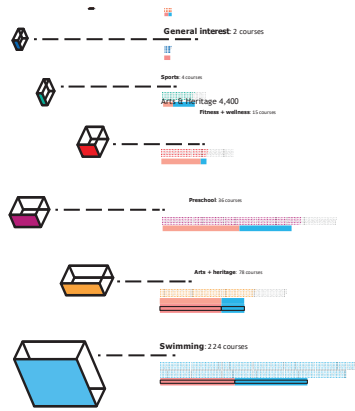 General interest: 2 courses
Sports: 4 courses
Arts & Heritage 4,400
Fitness + wellness: 15 courses
Preschool: 36 courses
Arts + heritage: 78 courses
Swimming: 224 courses